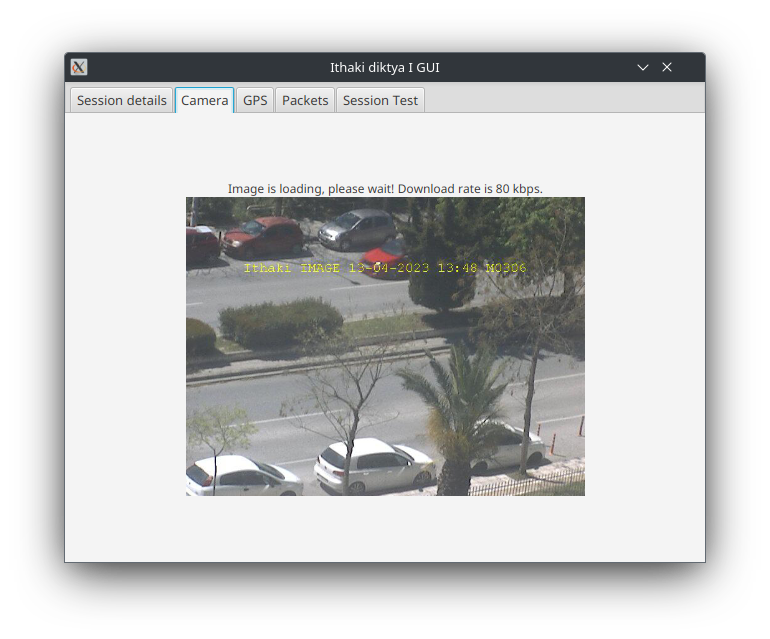 Ithaki diktya I GUI
Session details Camera GPS Packets Session Test
Image is loading, please wait! Download rate is 80 kbps.
Ithaki IMAGE 13-04-2023 13:48 M0306